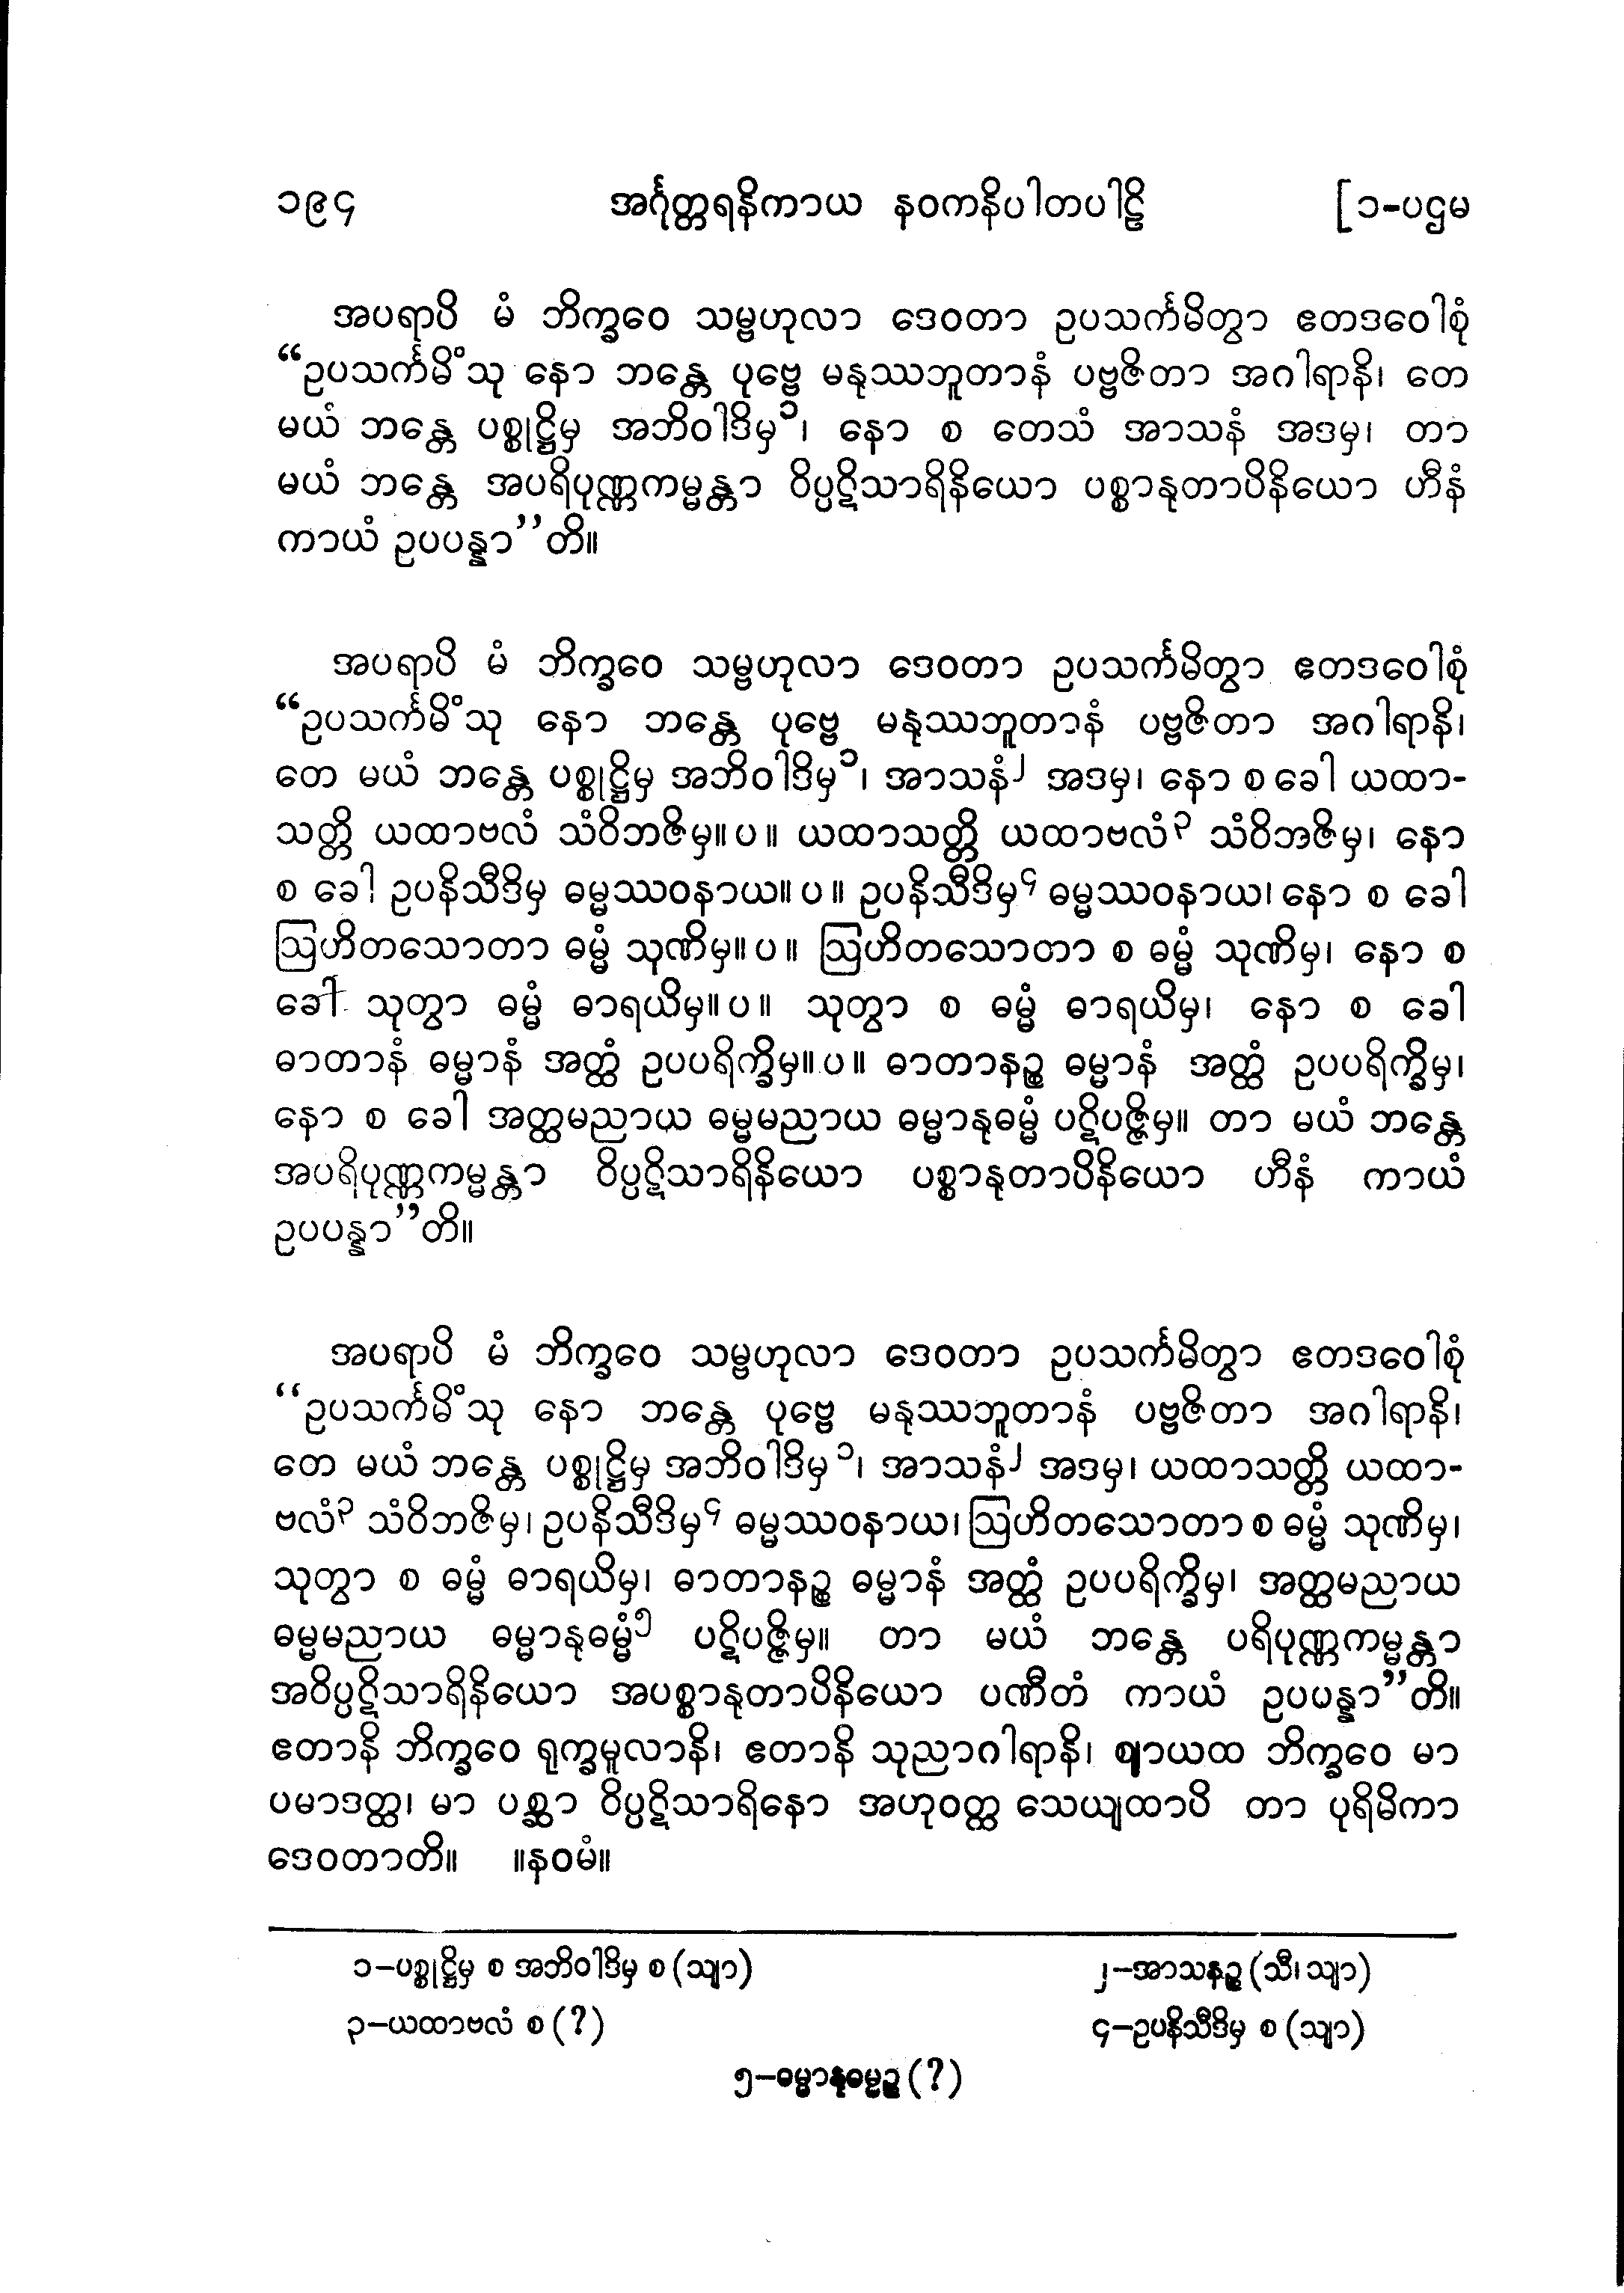 ၁၉၄ အင်္ဂုတ္တရနိကာယ နဝကနိပါတပါဠိ [၁-ပဌမ
အပရာပိ မံ ဘိက္ခဝေ သမ္ဗဟုလာ ဒေဝတာ ဥပသင်္ကမိတွာ ဧတဒဝေါစုံ
“ဥပသင်္ကမိံသု နော ဘန္တေ ပုဗ္ဗေ မနုဿဘူတာနံ ပဗ္ဗဇိတာ အဂါရာနိ၊ တေ
မယံ ဘန္တေ ပစ္စုဋ္ဌိမှ အဘိဝါဒိမှ၁၊ နော စ တေသံ အာသနံ အဒမှ၊ တာ
မယံ ဘန္တေ အပရိပုဏ္ဏကမ္မန္တာ ဝိပ္ပဋိသာရိနိယော ပစ္စာနုတာပိနိယော ဟီနံ
ကာယံ ဥပပန္နာ”တိ။
အပရာပိ မံ ဘိက္ခဝေ သမ္ဗဟုလာ ဒေဝတာ ဥပသင်္ကမိတွာ ဧတဒဝေါစုံ
“ဥပသင်္ကမိံသု နော ဘန္တေ ပုဗ္ဗေ မနုဿဘူတာနံ ပဗ္ဗဇိတာ အဂါရာနိ၊
တေ မယံ ဘန္တေ ပစ္စုဋ္ဌိမှ အဘိဝါဒိမှ၁၊ အာသနံ၂ အဒမှ၊ နော စ ခေါ ယထာ-
သတ္တိ ယထာဗလံ သံဝိဘဇိမှ။ပ။ ယထာသတ္တိ ယထာဗလံ၃ သံဝိဘဇိမှ၊ နော
စ ခေါ ဥပနိသီဒိမှ ဓမ္မဿဝနာယ။ပ။ ဥပနိသီဒိမှ၄ ဓမ္မဿဝနာယ၊ နော စ ခေါ
ဩဟိတသောတာ ဓမ္မံ သုဏိမှ။ပ။ ဩဟိတသောတာ စ ဓမ္မံ သုဏိမှ၊ နော စ
ခေါ သုတွာ ဓမ္မံ ဓာရယိမှ။ပ။ သုတွာ စ ဓမ္မံ ဓာရယိမှ၊ နော စ ခေါ
ဓာတာနံ ဓမ္မာနံ အတ္ထံ ဥပပရိက္ခိမှ။ပ။ ဓာတာနဉ္စ ဓမ္မာနံ အတ္ထံ ဥပပရိက္ခိမှ၊
နော စ ခေါ အတ္ထမညာယ ဓမ္မမညာယ ဓမ္မာနုဓမ္မံ ပဋိပဇ္ဇိမှ။ တာ မယံ ဘန္တေ
အပရိပုဏ္ဏကမ္မန္တာ ဝိပ္ပဋိသာရိနိယော ပစ္စာနုတာပိနိယော ဟီနံ ကာယံ
ဥပပန္နာ”တိ။
အပရာပိ မံ ဘိက္ခဝေ သမ္ဗဟုလာ ဒေဝတာ ဥပသင်္ကမိတွာ ဧတဒဝေါစုံ
“ဥပသင်္ကမိံသု နော ဘန္တေ ပုဗ္ဗေ မနုဿဘူတာနံ ပဗ္ဗဇိတာ အဂါရာနိ၊
တေ မယံ ဘန္တေ ပစ္စုဋ္ဌိမှ အဘိဝါဒိမှ၁၊ အာသနံ၂ အဒမှ၊ ယထာသတ္တိ ယထာ-
ဗလံ၃ သံဝိဘဇိမှ၊ ဥပနိသီဒိမှ၄ ဓမ္မဿဝနာယ၊ ဩဟိတသောတာ စ ဓမ္မံ သုဏိမှ၊
သုတွာ စ ဓမ္မံ ဓာရယိမှ၊ ဓာတာနဉ္စ ဓမ္မာနံ အတ္ထံ ဥပပရိက္ခိမှ၊ အတ္ထမညာယ
ဓမ္မမညာယ ဓမ္မာနုဓမ္မံ၅ ပဋိပဇ္ဇိမှ။ တာ မယံ ဘန္တေ ပရိပုဏ္ဏကမ္မန္တာ
အဝိပ္ပဋိသာရိနိယော အပစ္စာနုတာပိနိယော ပဏီတံ ကာယံ ဥပပန္နာ”တိ။
ဧတာနိ ဘိက္ခဝေ ရုက္ခမူလာနိ၊ ဧတာနိ သုညာဂါရာနိ၊ ဈာယထ ဘိက္ခဝေ မာ
ပမာဒတ္ထ၊ မာ ပစ္ဆာ ဝိပ္ပဋိသာရိနော အဟုဝတ္ထ သေယျထာပိ တာ ပုရိမိကာ
ဒေဝတာတိ။ ။နဝမံ။
၁-ပစ္စုဋ္ဌိမှ စ အဘိဝါဒိမှ စ (သျာ) ၂-အာသနဉ္စ (သီ၊ သျာ)
၃-ယထာဗလံ စ (?) ၄-ဥပနိသီဒိမှ စ (သျာ)
၅-ဓမ္မာနုဓမ္မဉ္စ (?)